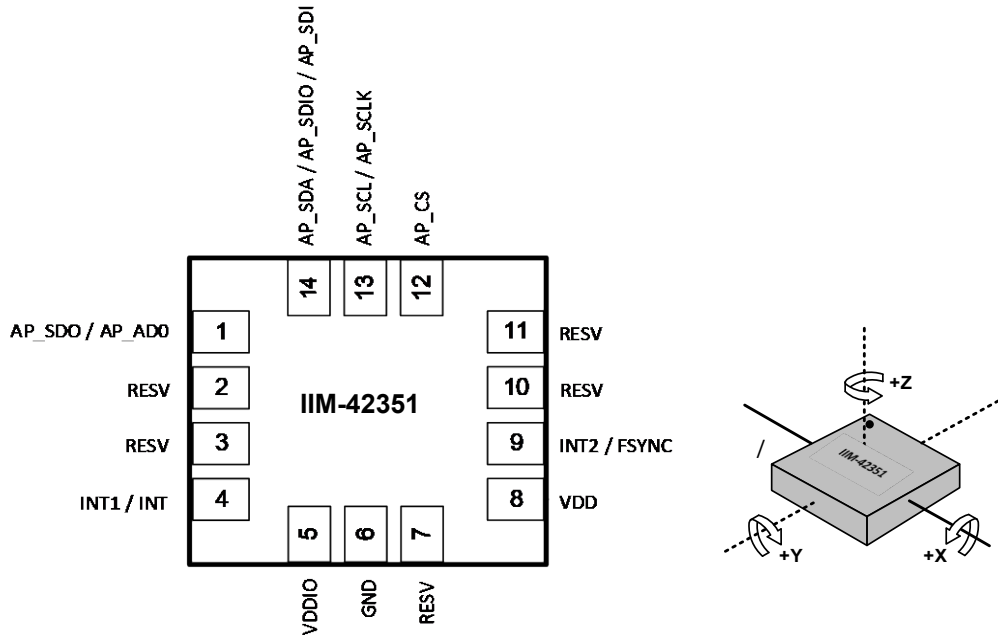 AP_SDA / AP_SDIO / AP_SDI
AP_SCL / AP_SCLK
AP_CS
14
13
12
AP_SDO / AP_AD0
1
11
RESV
RESV
2
10
RESV
IIM-42351
RESV
3
9
INT2 / FSYNC
INT1 / INT
4
8
VDD
5
6
7
VDDIO
GND
RESV
+Z
/
IIM-42351
+Y
+X